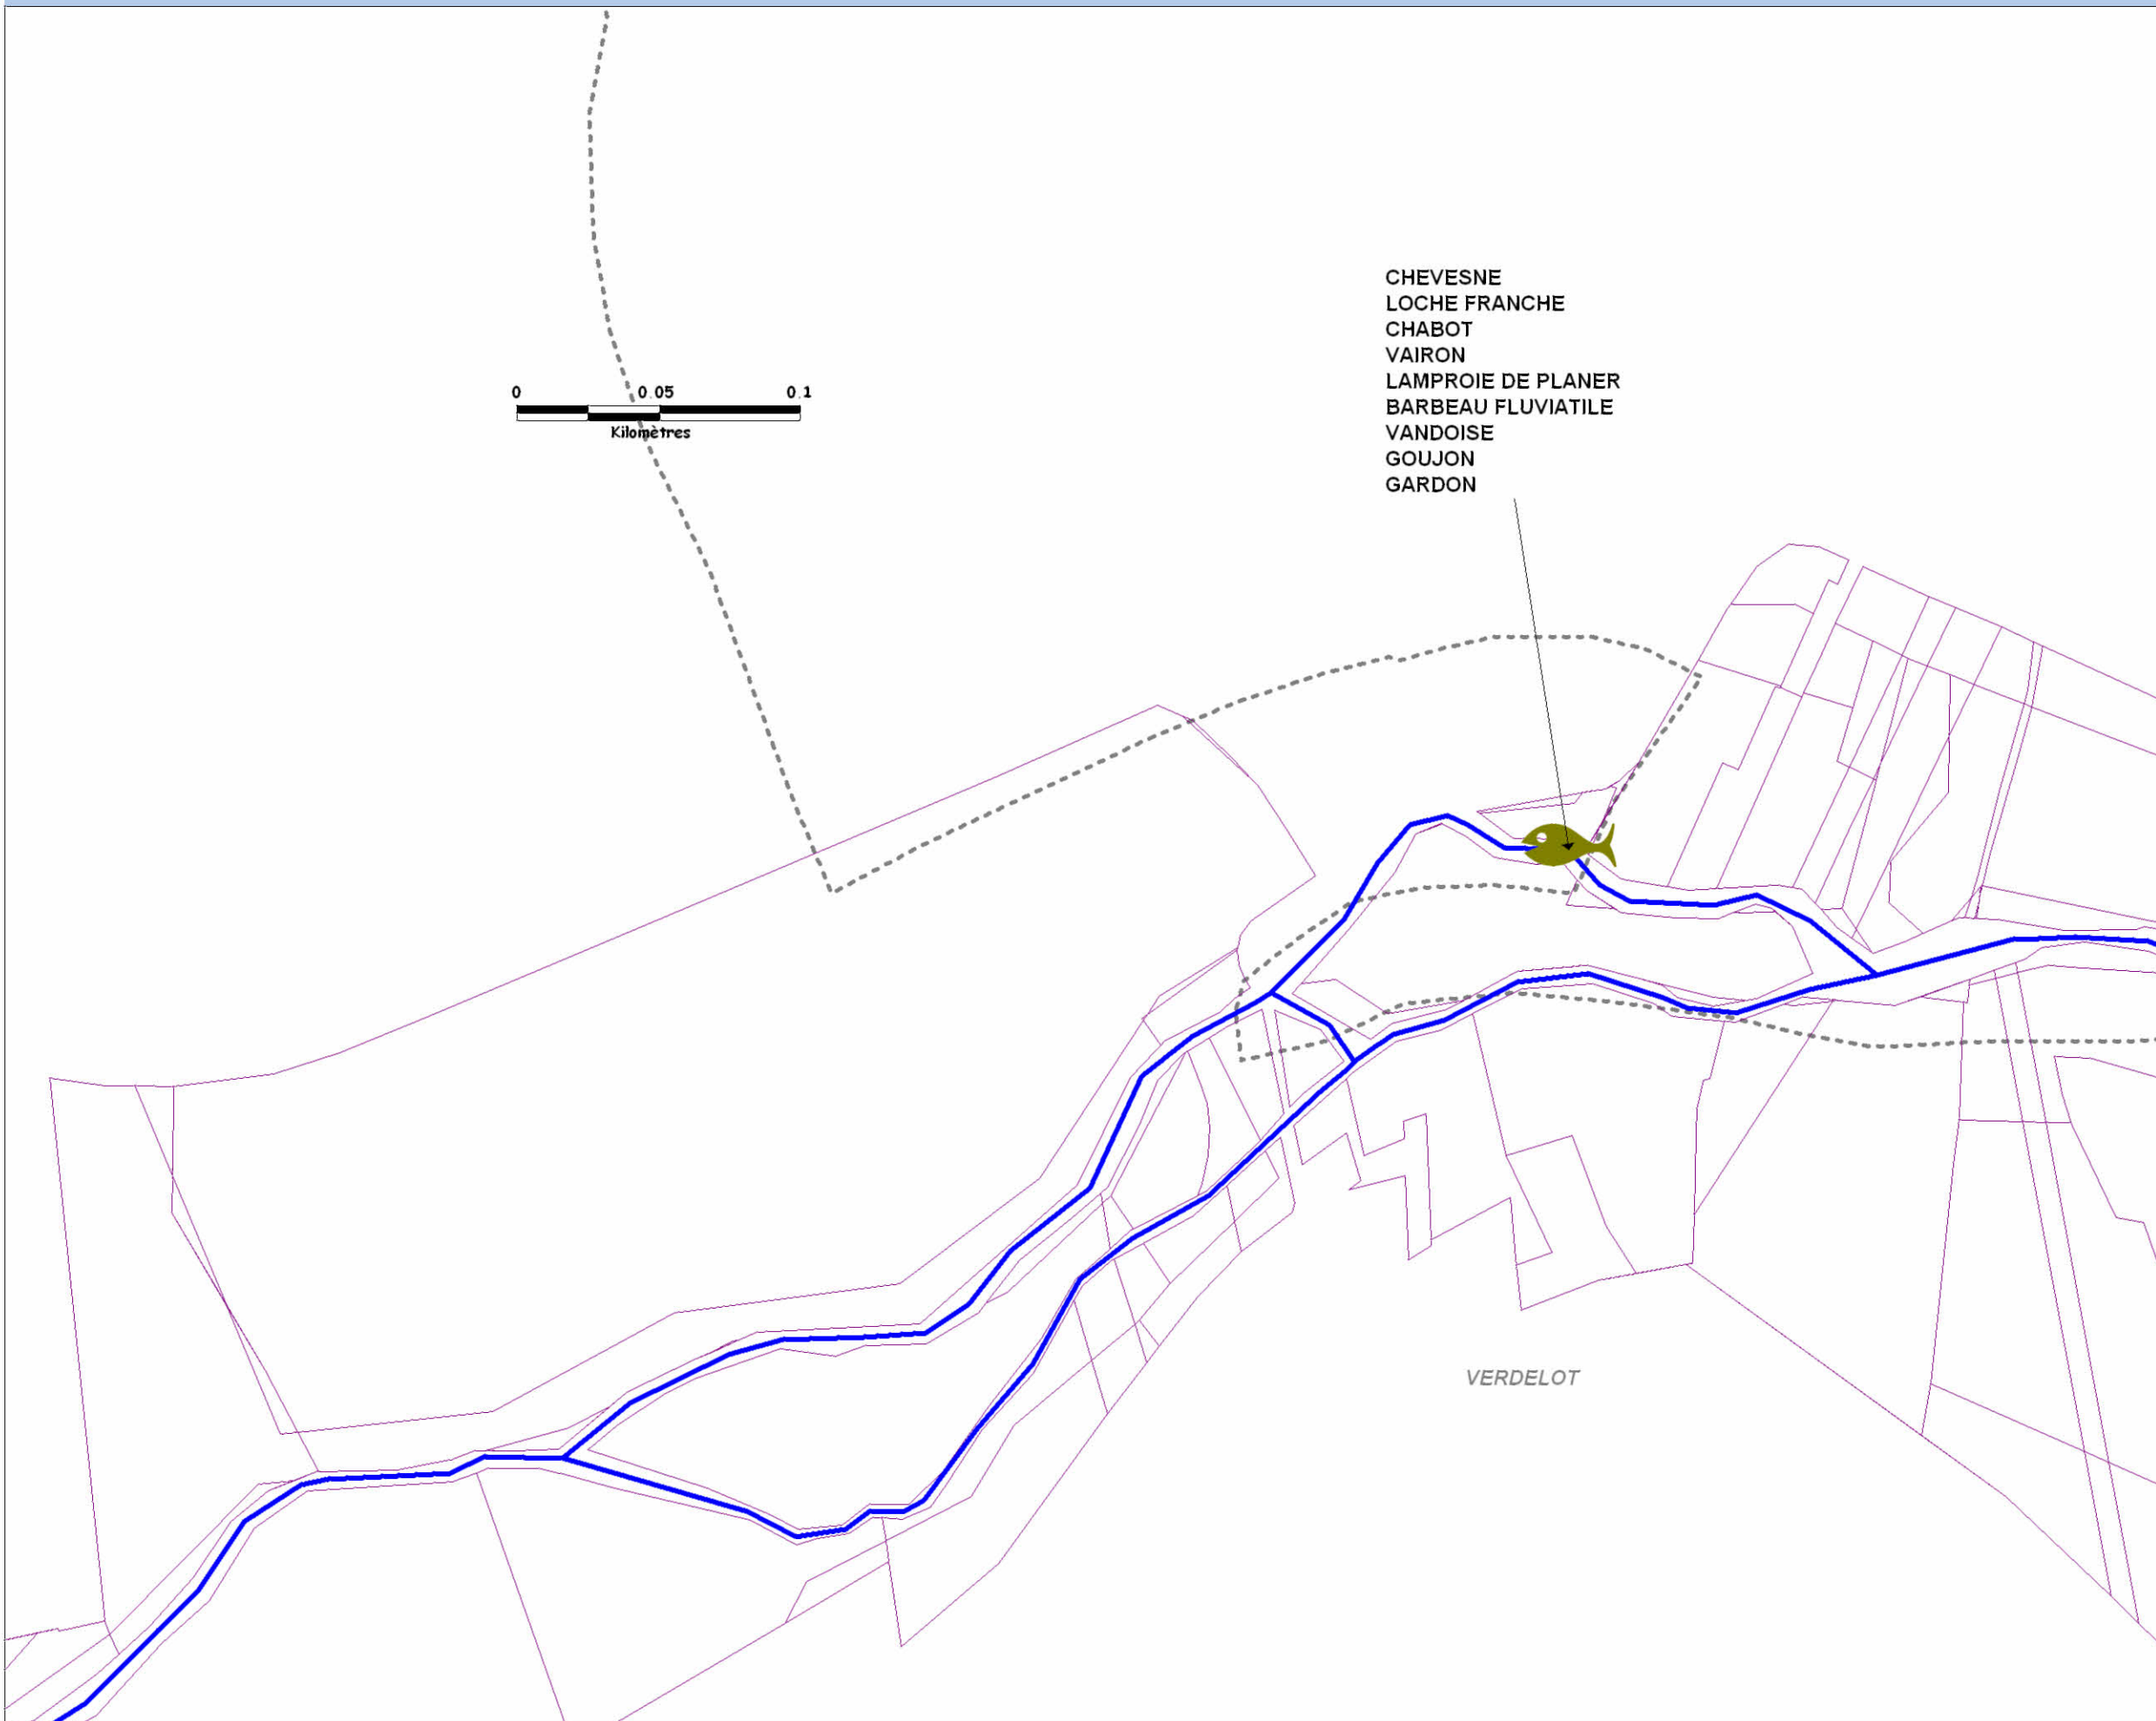 CHEVESNE
LOCHE FRANCHE
CHABOT
VAIRON
LAMPROIE DE PLANER
BARBEAU FLUVIATILE
VANDOISE
GOUJON
GARDON
0 0.05 0.1
Kilomètres
VERDELOT